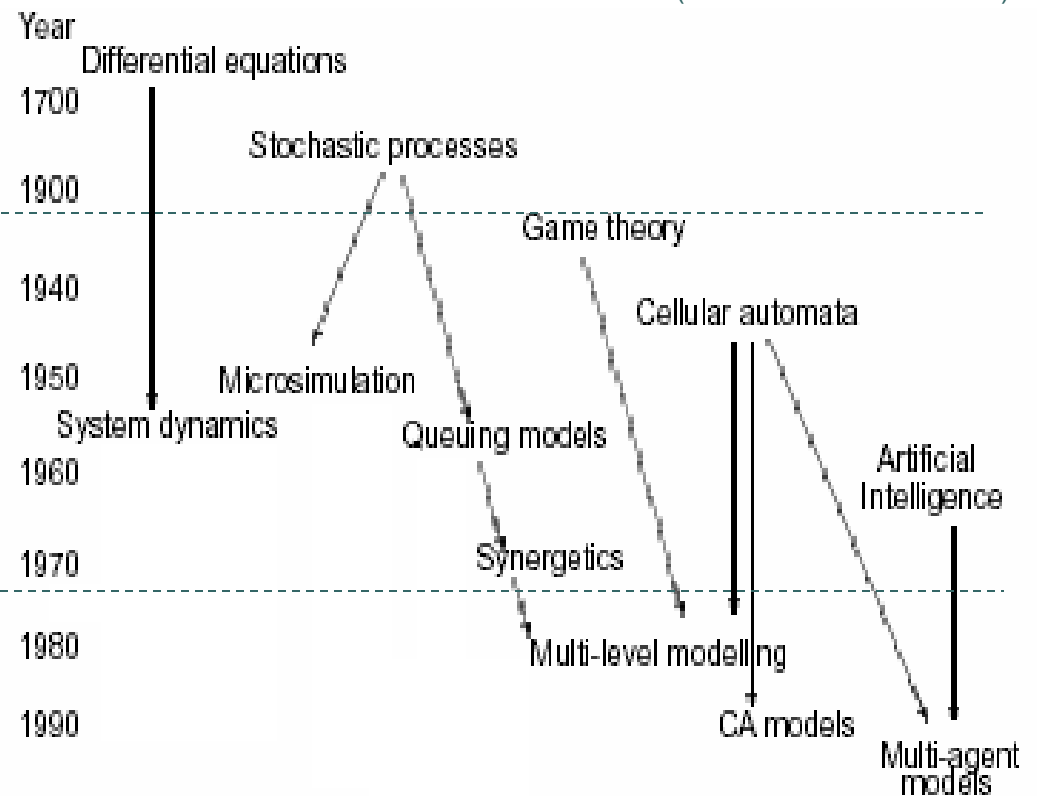 Year
Differential equations
1700
Stochastic processes
1900
Game theory
1940
Cellular automata
1950
Microsimulation
System dynamics
Queuing models
1960
Artificial
Intelligence
1970
Synergetics
1980
Multi-level modelling
1990
CA models
Multi-agent
models